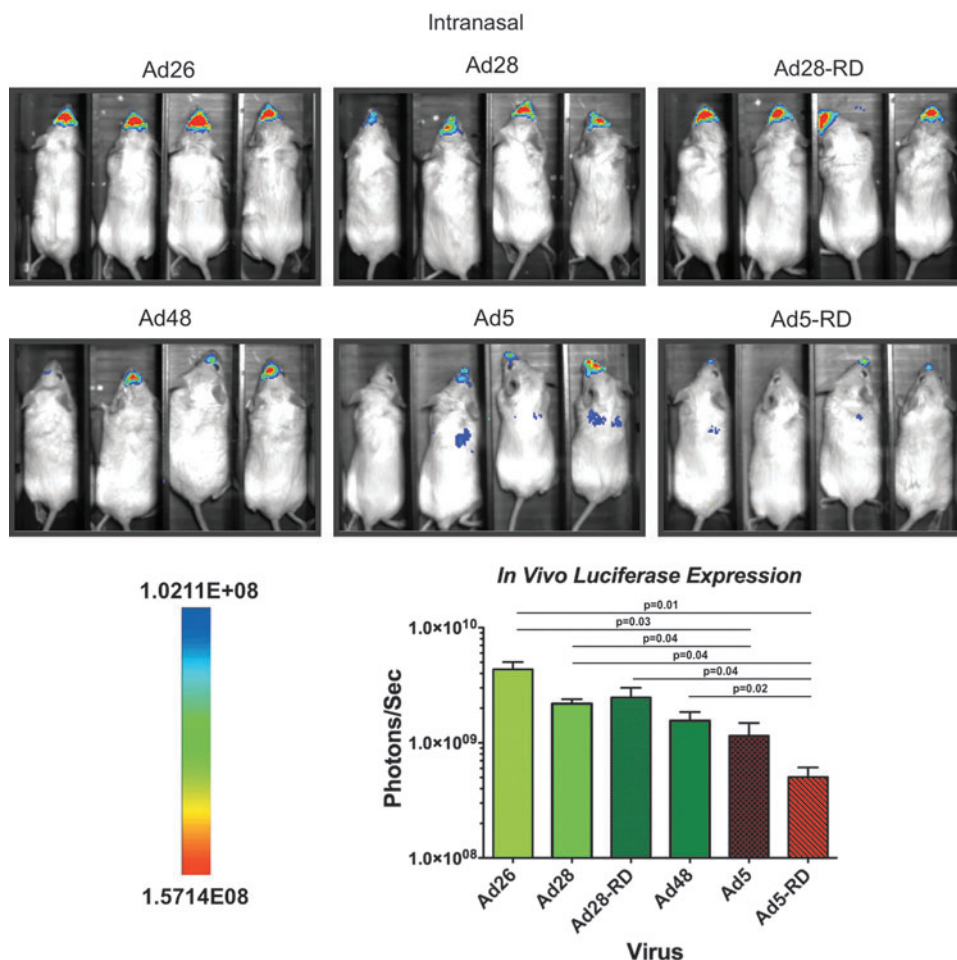 Intranasal
Ad26 Ad28 Ad28-RD
Ad48 Ad5 Ad5-RD
1.0211E+08
1.5714E08
In Vivo Luciferase Expression
p=0.01
p=0.03
p=0.04
p=0.04
p=0.04
p=0.02
1.0×10¹⁰
1.0×10⁰⁹
1.0×10⁰⁸
Photons/Sec
Ad26 Ad28 Ad28-RD Ad48 Ad5 Ad5-RD
Virus